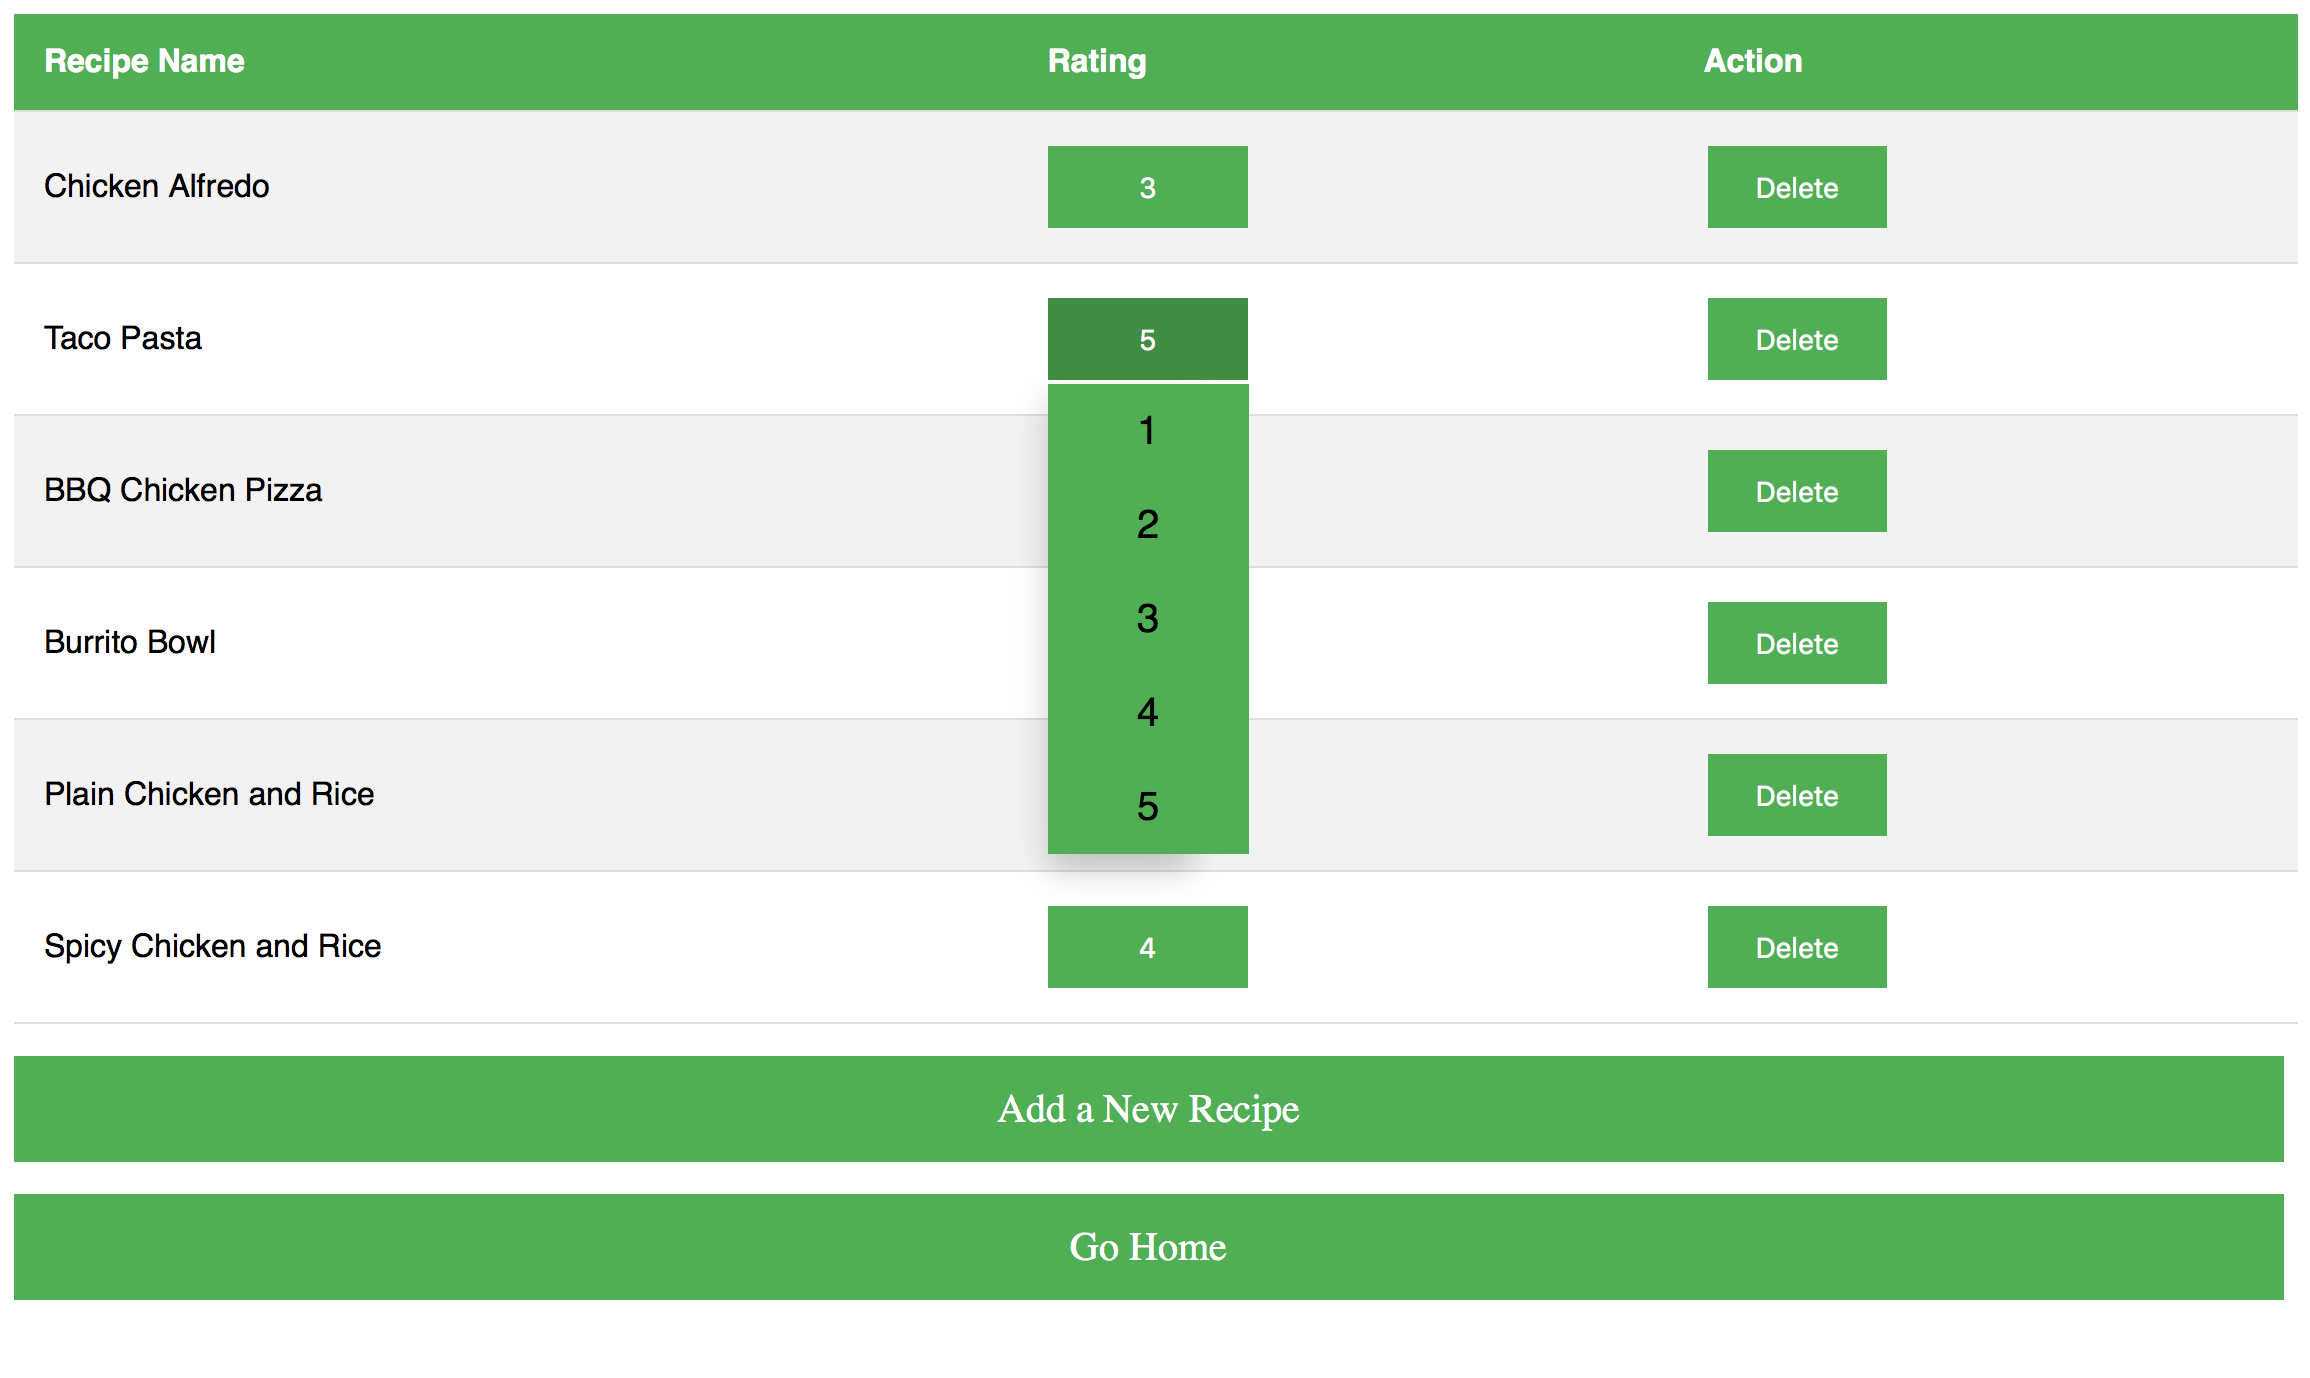 Recipe Name Rating Action
Chicken Alfredo 3 Delete
Taco Pasta 5 Delete
1
BBQ Chicken Pizza Delete
2
3
Burrito Bowl Delete
4
Plain Chicken and Rice Delete
5
Spicy Chicken and Rice 4 Delete
Add a New Recipe
Go Home